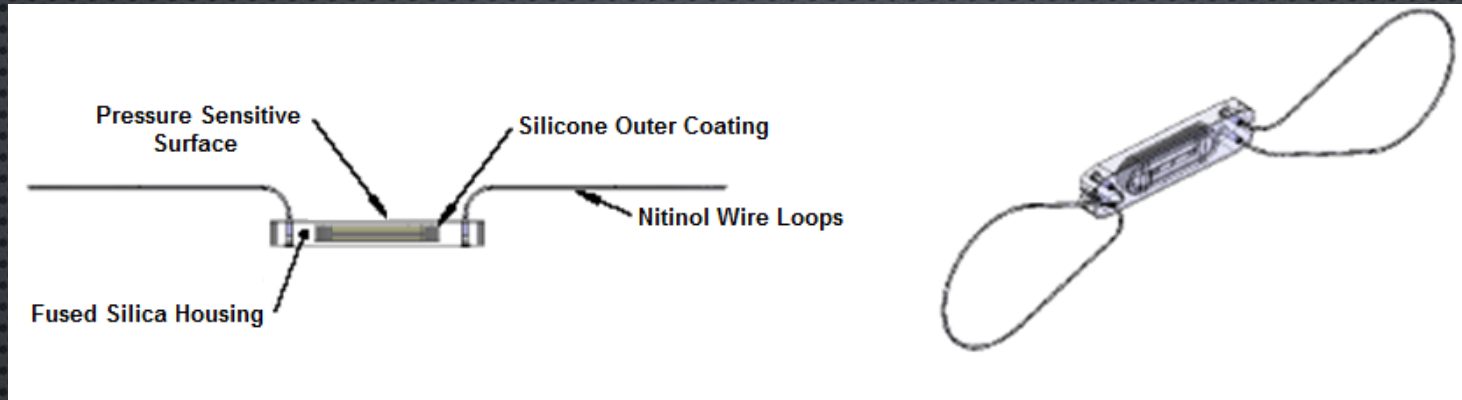 Pressure Sensitive
Surface
Silicone Outer Coating
Nitinol Wire Loops
Fused Silica Housing